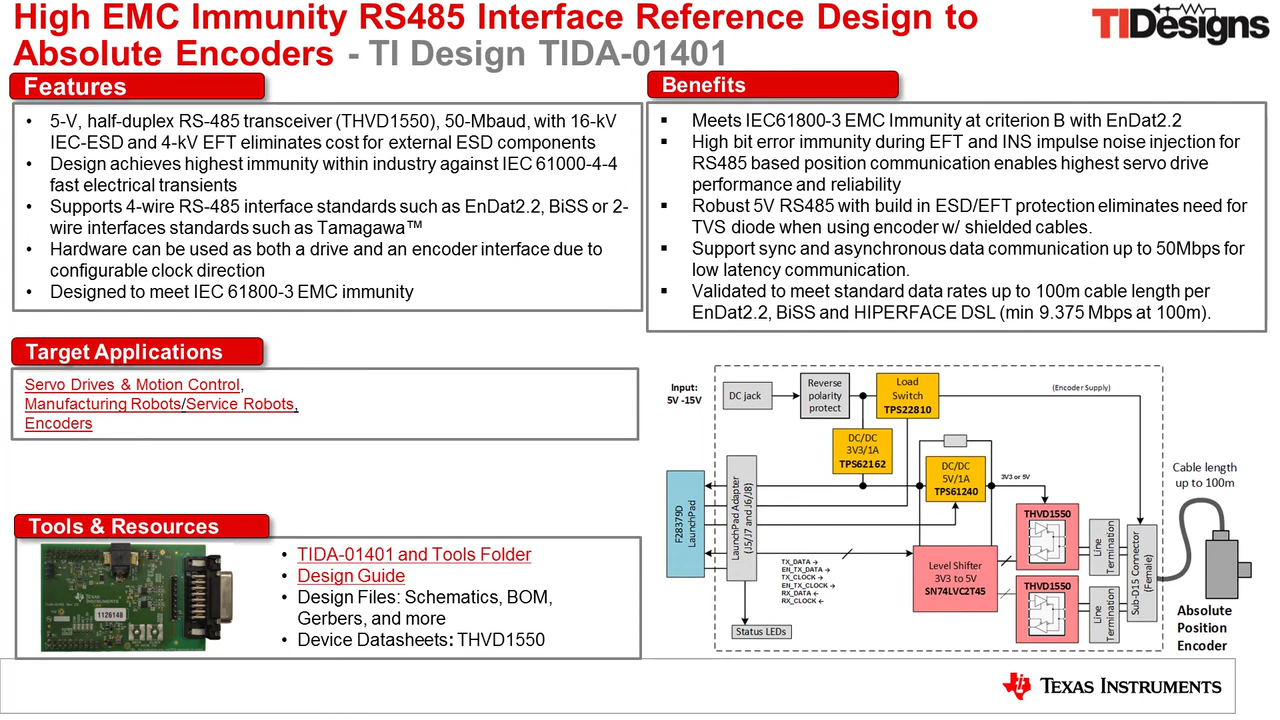 High EMC Immunity RS485 Interface Reference Design to
Absolute Encoders - TI Design TIDA-01401
TIDesigns
Features
• 5-V, half-duplex RS-485 transceiver (THVD1550), 50-Mbaud, with 16-kV
IEC-ESD and 4-kV EFT eliminates cost for external ESD components
• Design achieves highest immunity within industry against IEC 61000-4-4
fast electrical transients
• Supports 4-wire RS-485 interface standards such as EnDat2.2, BiSS or 2-
wire interfaces standards such as Tamagawa™
• Hardware can be used as both a drive and an encoder interface due to
configurable clock direction
• Designed to meet IEC 61800-3 EMC immunity
Benefits
▪ Meets IEC61800-3 EMC Immunity at criterion B with EnDat2.2
▪ High bit error immunity during EFT and INS impulse noise injection for
RS485 based position communication enables highest servo drive
performance and reliability
▪ Robust 5V RS485 with build in ESD/EFT protection eliminates need for
TVS diode when using encoder w/ shielded cables.
▪ Support sync and asynchronous data communication up to 50Mbps for
low latency communication.
▪ Validated to meet standard data rates up to 100m cable length per
EnDat2.2, BiSS and HIPERFACE DSL (min 9.375 Mbps at 100m).
Target Applications
Servo Drives & Motion Control,
Manufacturing Robots/Service Robots,
Encoders
Tools & Resources
TEXAS
INSTRUMENTS
1126148
• TIDA-01401 and Tools Folder
• Design Guide
• Design Files: Schematics, BOM,
Gerbers, and more
• Device Datasheets: THVD1550
Input:
5V -15V
DC jack
Reverse
polarity
protect
Load
Switch
TPS22810
(Encoder Supply)
DC/DC
3V3/1A
TPS62162
DC/DC
5V/1A
TPS61240
3V3 or 5V
F28379D
LaunchPad
LaunchPad Adapter
(J5/J7 and J6/J8)
TX_DATA →
EN_TX_DATA →
TX_CLOCK →
EN_TX_CLOCK →
RX_DATA ←
RX_CLOCK ←
Level Shifter
3V3 to 5V
SN74LVC2T45
THVD1550
THVD1550
Line
Termination
Line
Termination
Sub-D15 Connector
(Female)
Cable length
up to 100m
Absolute
Position
Encoder
Status LEDs
TEXAS INSTRUMENTS